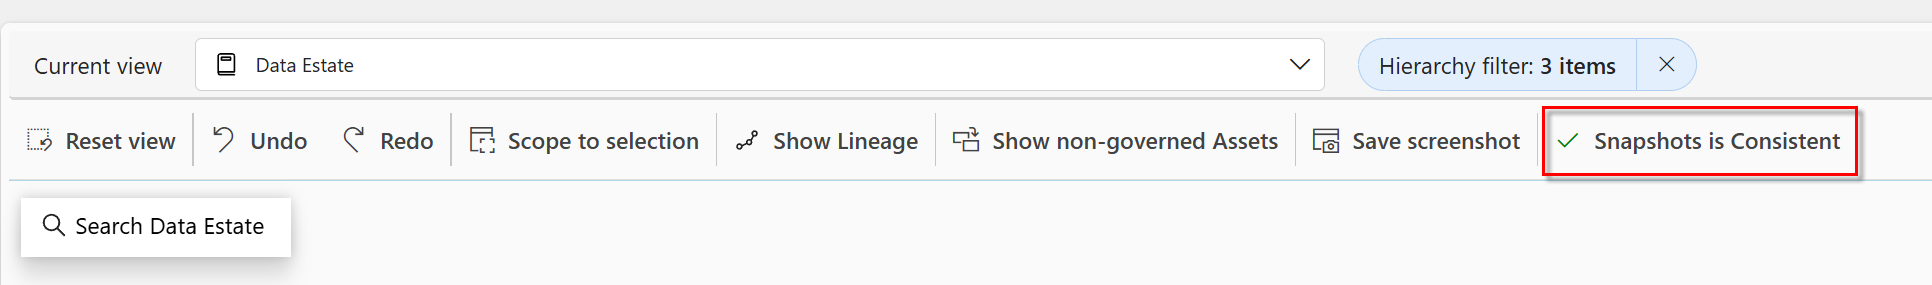 Current view
Data Estate
Hierarchy filter: 3 items
Reset view
Undo
Redo
Scope to selection
Show Lineage
Show non-governed Assets
Save screenshot
Snapshots is Consistent
Search Data Estate